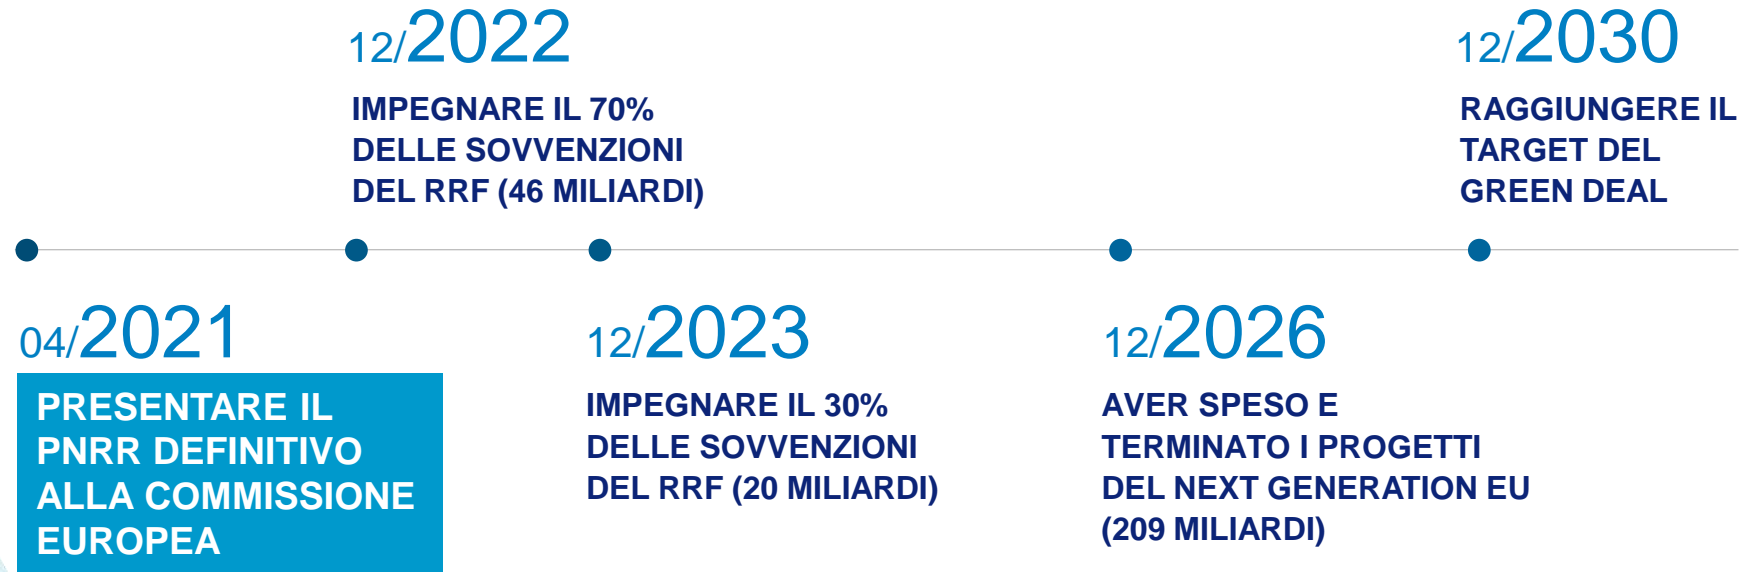 12/2022
IMPEGNARE IL 70%
DELLE SOVVENZIONI
DEL RRF (46 MILIARDI)
12/2030
RAGGIUNGERE IL
TARGET DEL
GREEN DEAL
04/2021
PRESENTARE IL
PNRR DEFINITIVO
ALLA COMMISSIONE
EUROPEA
12/2023
IMPEGNARE IL 30%
DELLE SOVVENZIONI
DEL RRF (20 MILIARDI)
12/2026
AVER SPESO E
TERMINATO I PROGETTI
DEL NEXT GENERATION EU
(209 MILIARDI)